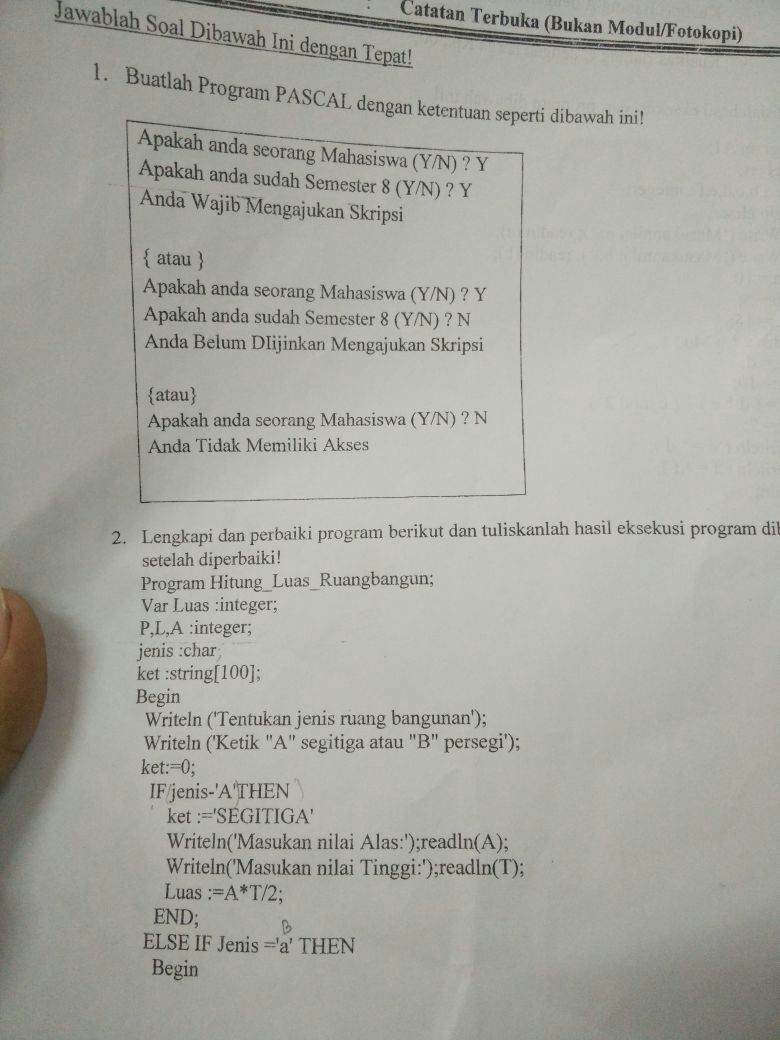 Catatan Terbuka (Bukan Modul/Fotokopi)
Jawablah Soal Dibawah Ini dengan Tepat!
1. Buatlah Program PASCAL dengan ketentuan seperti dibawah ini!
Apakah anda seorang Mahasiswa (Y/N) ? Y
Apakah anda sudah Semester 8 (Y/N) ? Y
Anda Wajib Mengajukan Skripsi
{ atau }
Apakah anda seorang Mahasiswa (Y/N) ? Y
Apakah anda sudah Semester 8 (Y/N) ? N
Anda Belum DIijinkan Mengajukan Skripsi
{atau}
Apakah anda seorang Mahasiswa (Y/N) ? N
Anda Tidak Memiliki Akses
2. Lengkapi dan perbaiki program berikut dan tuliskanlah hasil eksekusi program
setelah diperbaiki!
Program Hitung_Luas_Ruangbangun;
Var Luas :integer;
P,L,A :integer;
jenis :char;
ket :string[100];
Begin
Writeln ('Tentukan jenis ruang bangunan');
Writeln ('Ketik "A" segitiga atau "B" persegi');
ket:=0;
IF jenis-'A'THEN
ket :='SEGITIGA'
Writeln('Masukan nilai Alas:');readln(A);
Writeln('Masukan nilai Tinggi:');readln(T);
Luas :=A*T/2;
END;
B
ELSE IF Jenis ='a' THEN
Begin